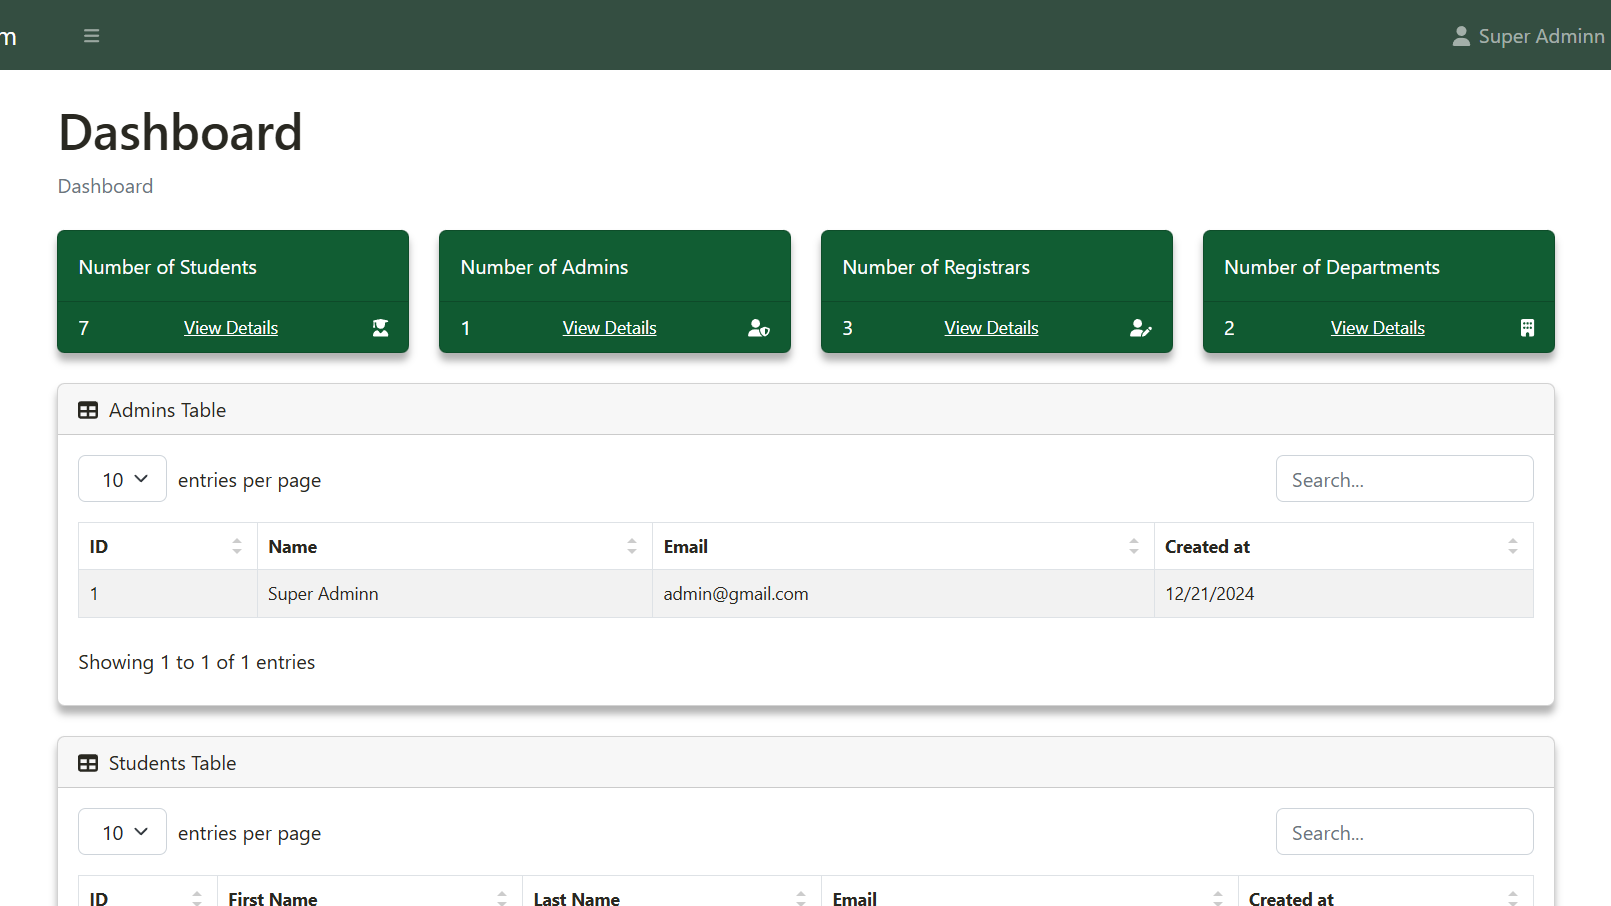 m
Super Adminn
Dashboard
Dashboard
Number of Students
7 View Details
Number of Admins
1 View Details
Number of Registrars
3 View Details
Number of Departments
2 View Details
Admins Table
10 entries per page
Search...
ID Name Email Created at
1 Super Adminn admin@gmail.com 12/21/2024
Showing 1 to 1 of 1 entries
Students Table
10 entries per page
Search...
ID First Name Last Name Email Created at